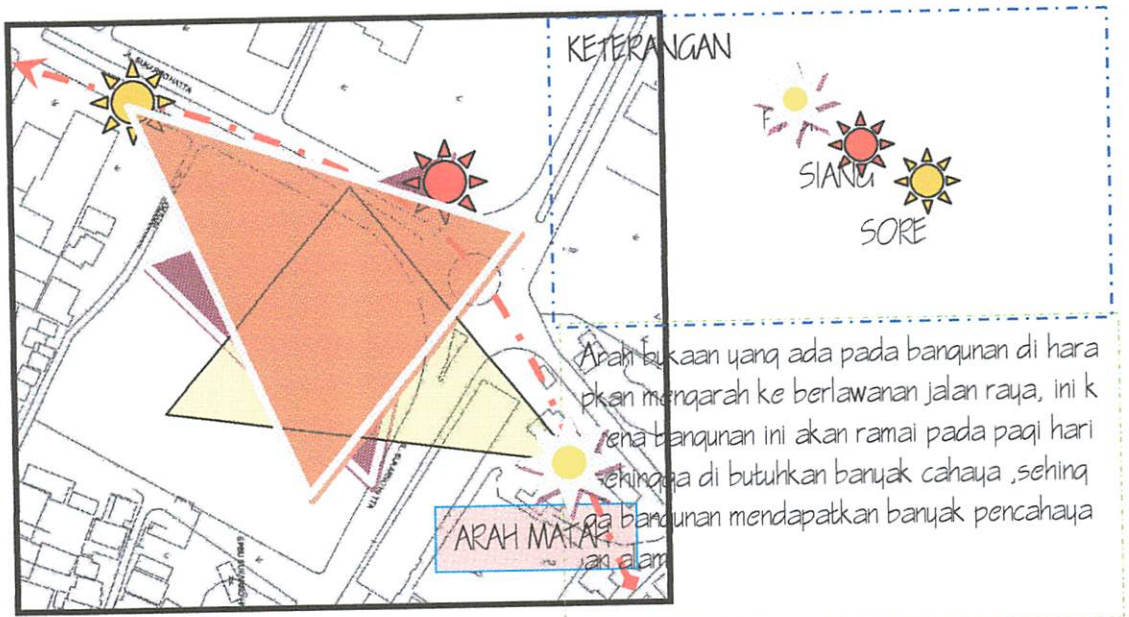 KETERANGAN
SIANG
SORE
Arah bukaan yang ada pada bangunan di hara
pkan mengarah ke berlawanan jalan raya, ini k
ena bangunan ini akan ramai pada pagi hari
sehingga di butuhkan banyak cahaya ,sehing
ga bangunan mendapatkan banyak pencahaya
an alam
ARAH MATAH